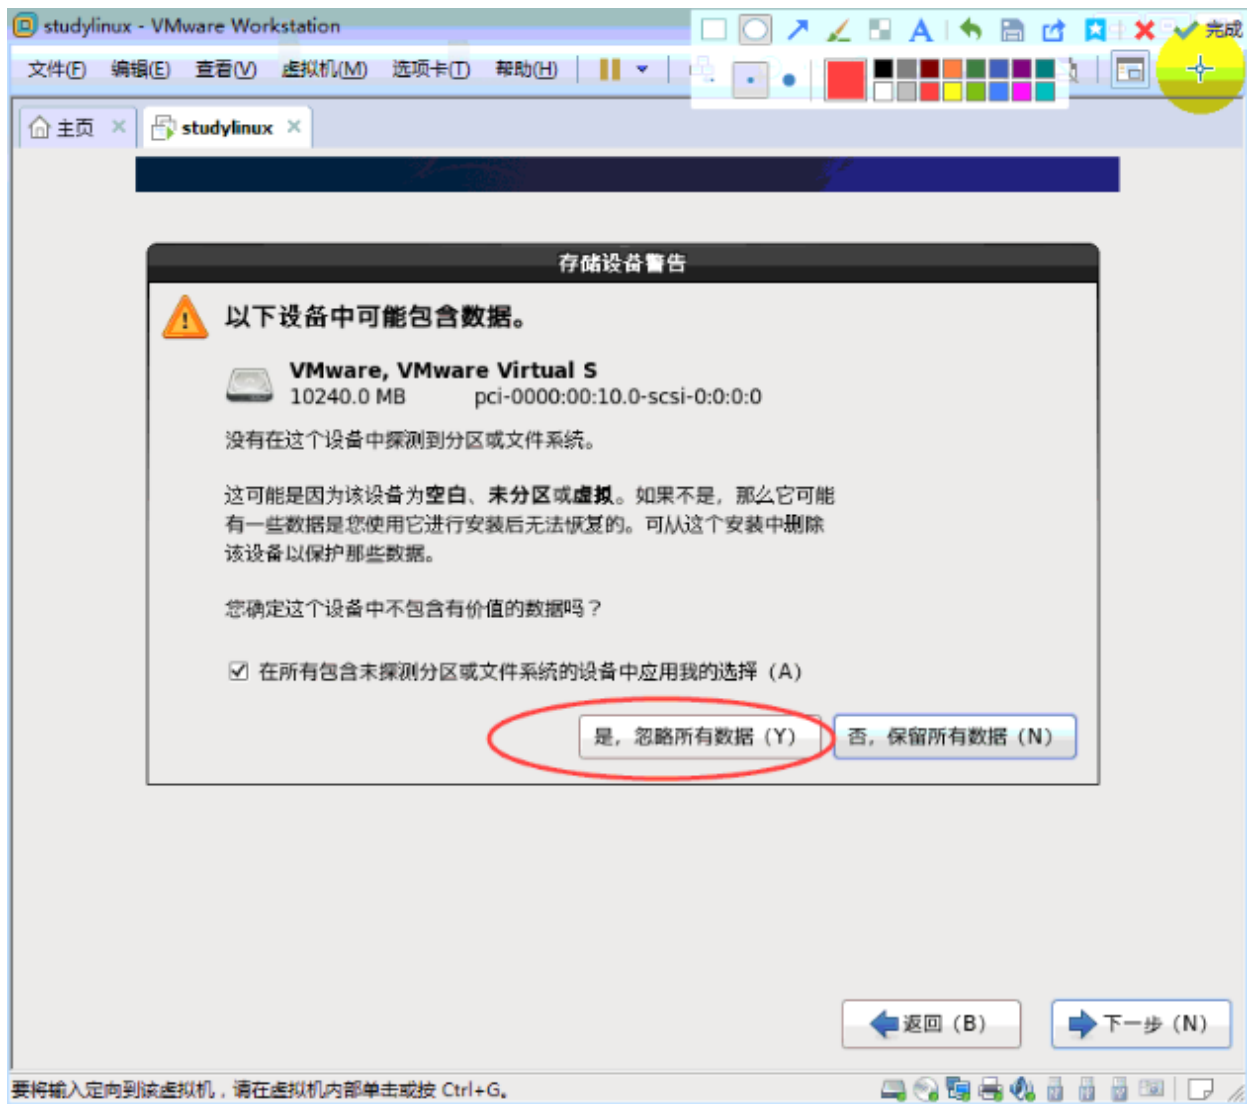 studylinux - VMware Workstation
完成
文件(F) 编辑(E) 查看(V) 虚拟机(M) 选项卡(T) 帮助(H)
主页 studylinux
存储设备警告
以下设备中可能包含数据。
VMware, VMware Virtual S
10240.0 MB pci-0000:00:10.0-scsi-0:0:0:0
没有在这个设备中探测到分区或文件系统。
这可能是因为该设备为空白、未分区或虚拟。如果不是，那么它可能
有一些数据是您使用它进行安装后无法恢复的。可从这个安装中删除
该设备以保护那些数据。
您确定这个设备中不包含有价值的数据吗？
在所有包含未探测分区或文件系统的设备中应用我的选择（A）
是，忽略所有数据（Y） 否，保留所有数据（N）
返回（B） 下一步（N）
要将输入定向到该虚拟机，请在虚拟机内部单击或按 Ctrl+G。